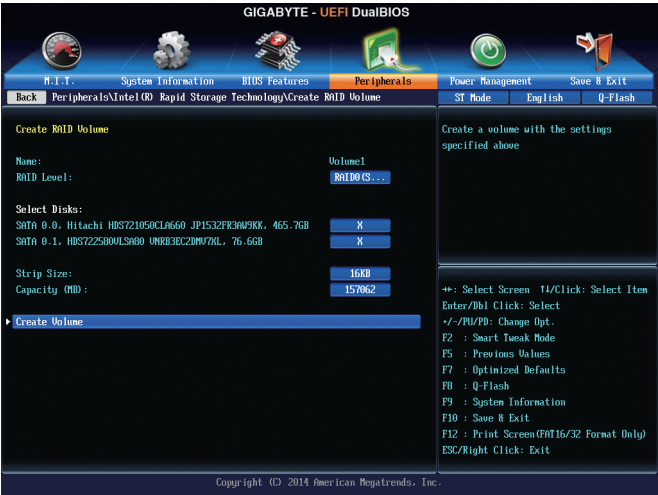 GIGABYTE - UEFI DualBIOS
M.I.T.
System Information
BIOS Features
Peripherals
Power Management
Save & Exit
Back Peripherals\Intel(R) Rapid Storage Technology\Create RAID Volume
ST Mode
English
Q-Flash
Create RAID Volume
Name: Volume1
RAID Level: RAID0(S...
Select Disks:
SATA 0.0, Hitachi HDS721050CLA660 JP1532FR3AW9KK, 465.7GB X
SATA 0.1, HDS722580VLSA80 VNRB3EC2DMV7XL, 76.6GB X
Strip Size: 16KB
Capacity (MB): 157062
Create Volume
Create a volume with the settings
specified above
→←: Select Screen ↑↓/Click: Select Item
Enter/Dbl Click: Select
+/-/PU/PD: Change Opt.
F2 : Smart Tweak Mode
F5 : Previous Values
F7 : Optimized Defaults
F8 : Q-Flash
F9 : System Information
F10 : Save & Exit
F12 : Print Screen(FAT16/32 Format Only)
ESC/Right Click: Exit
Copyright (C) 2014 American Megatrends, Inc.